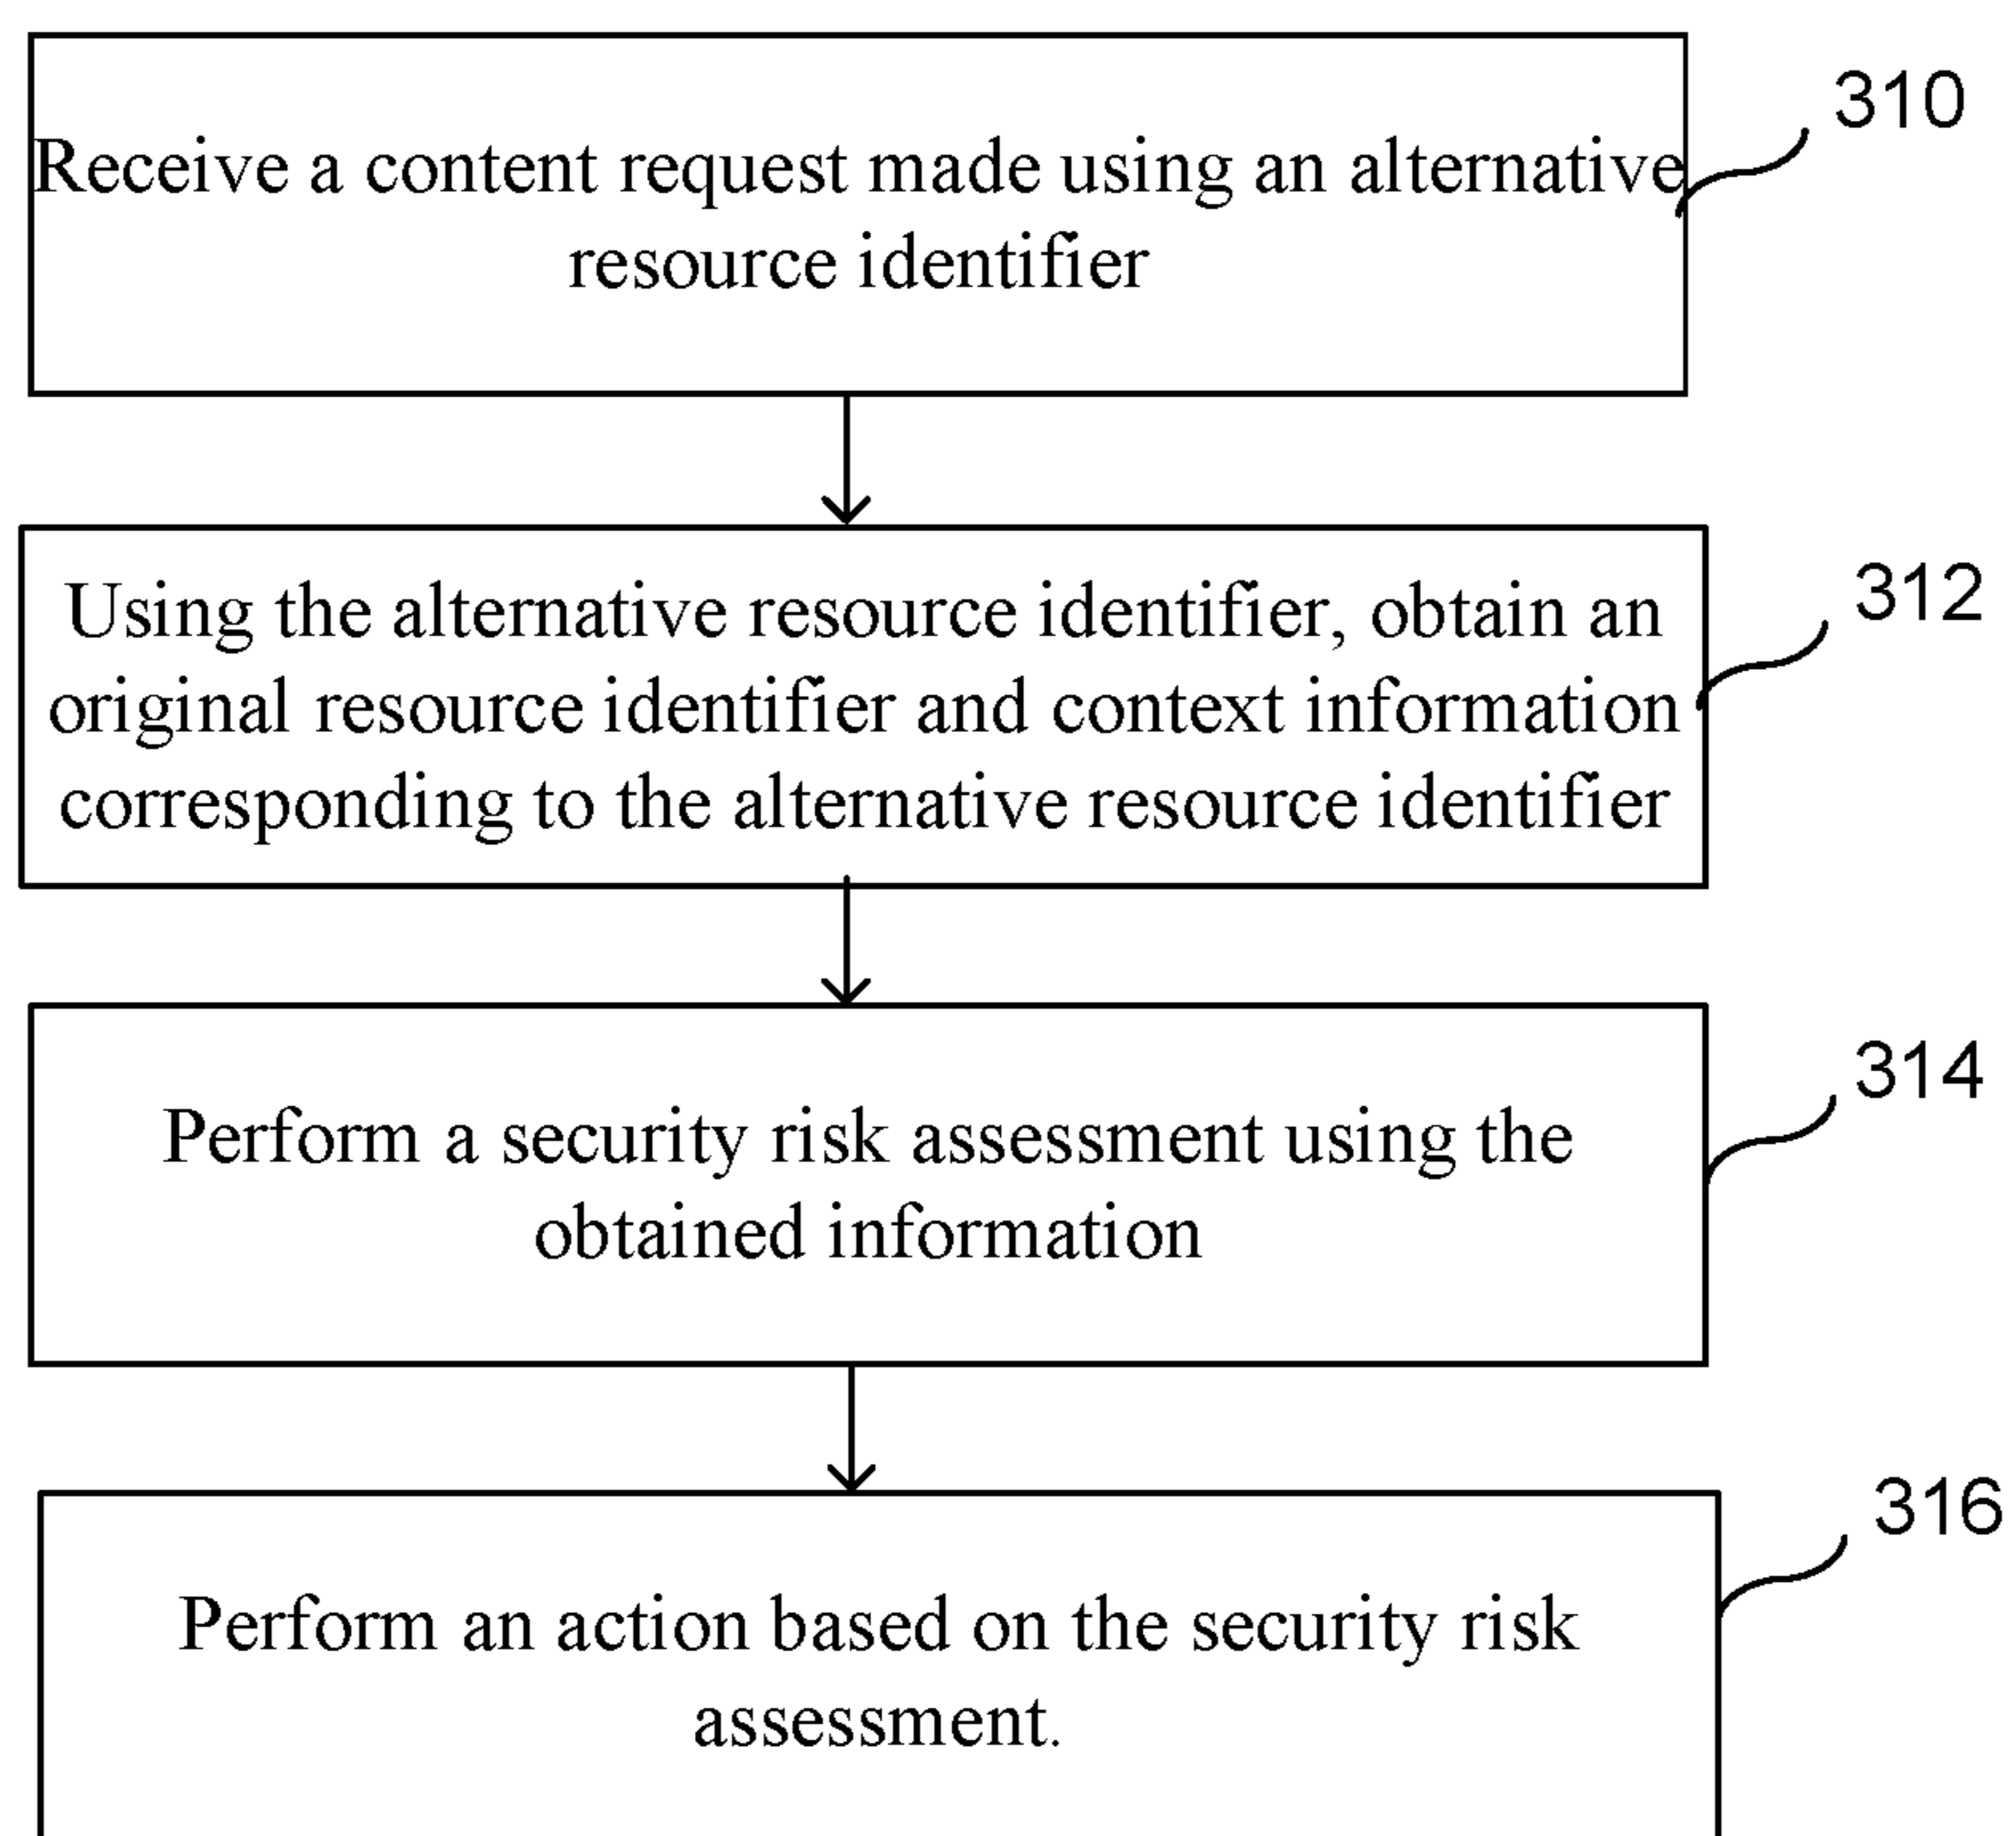 310
Receive a content request made using an alternative
resource identifier
312
Using the alternative resource identifier, obtain an
original resource identifier and context information
corresponding to the alternative resource identifier
314
Perform a security risk assessment using the
obtained information
316
Perform an action based on the security risk
assessment.